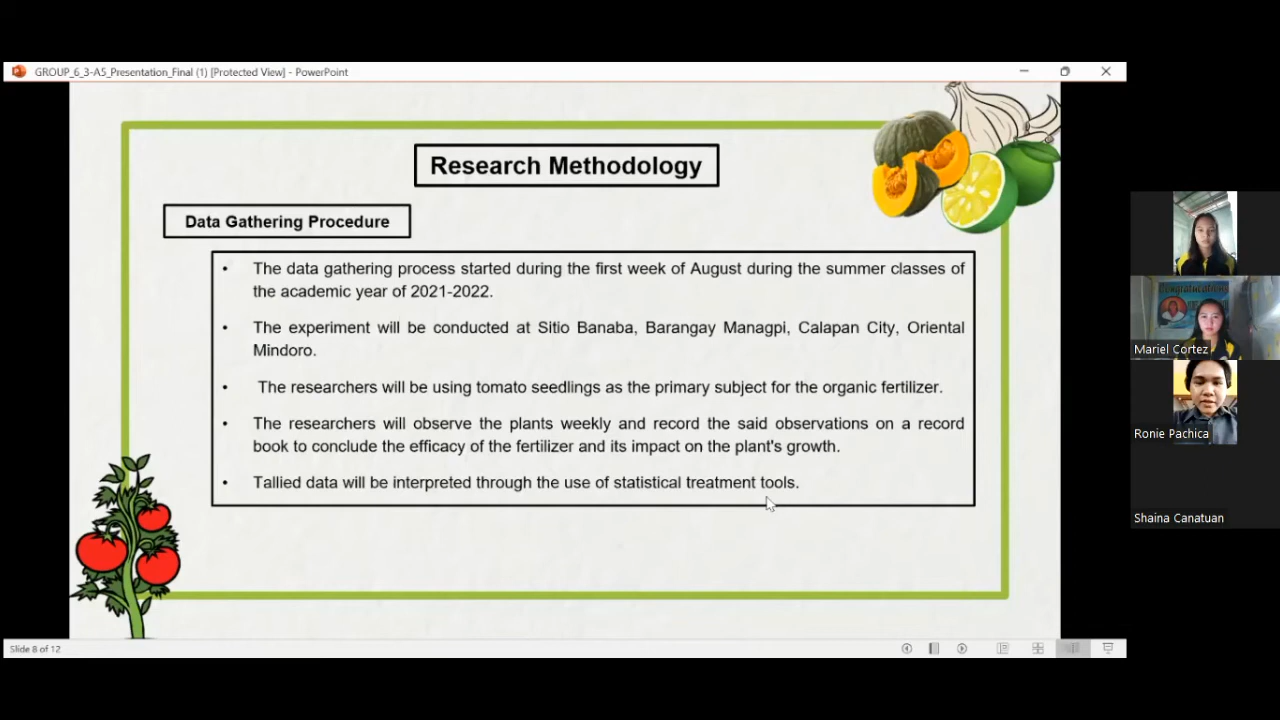 GROUP_6_3-A5_Presentation_Final (1) [Protected View] - PowerPoint
Research Methodology
Data Gathering Procedure
• The data gathering process started during the first week of August during the summer classes of
the academic year of 2021-2022.
• The experiment will be conducted at Sitio Banaba, Barangay Managpi, Calapan City, Oriental
Mindoro.
• The researchers will be using tomato seedlings as the primary subject for the organic fertilizer.
• The researchers will observe the plants weekly and record the said observations on a record
book to conclude the efficacy of the fertilizer and its impact on the plant's growth.
• Tallied data will be interpreted through the use of statistical treatment tools.
Slide 8 of 12
Congratulations
Mariel Cortez
Ronie Pachica
Shaina Canatuan